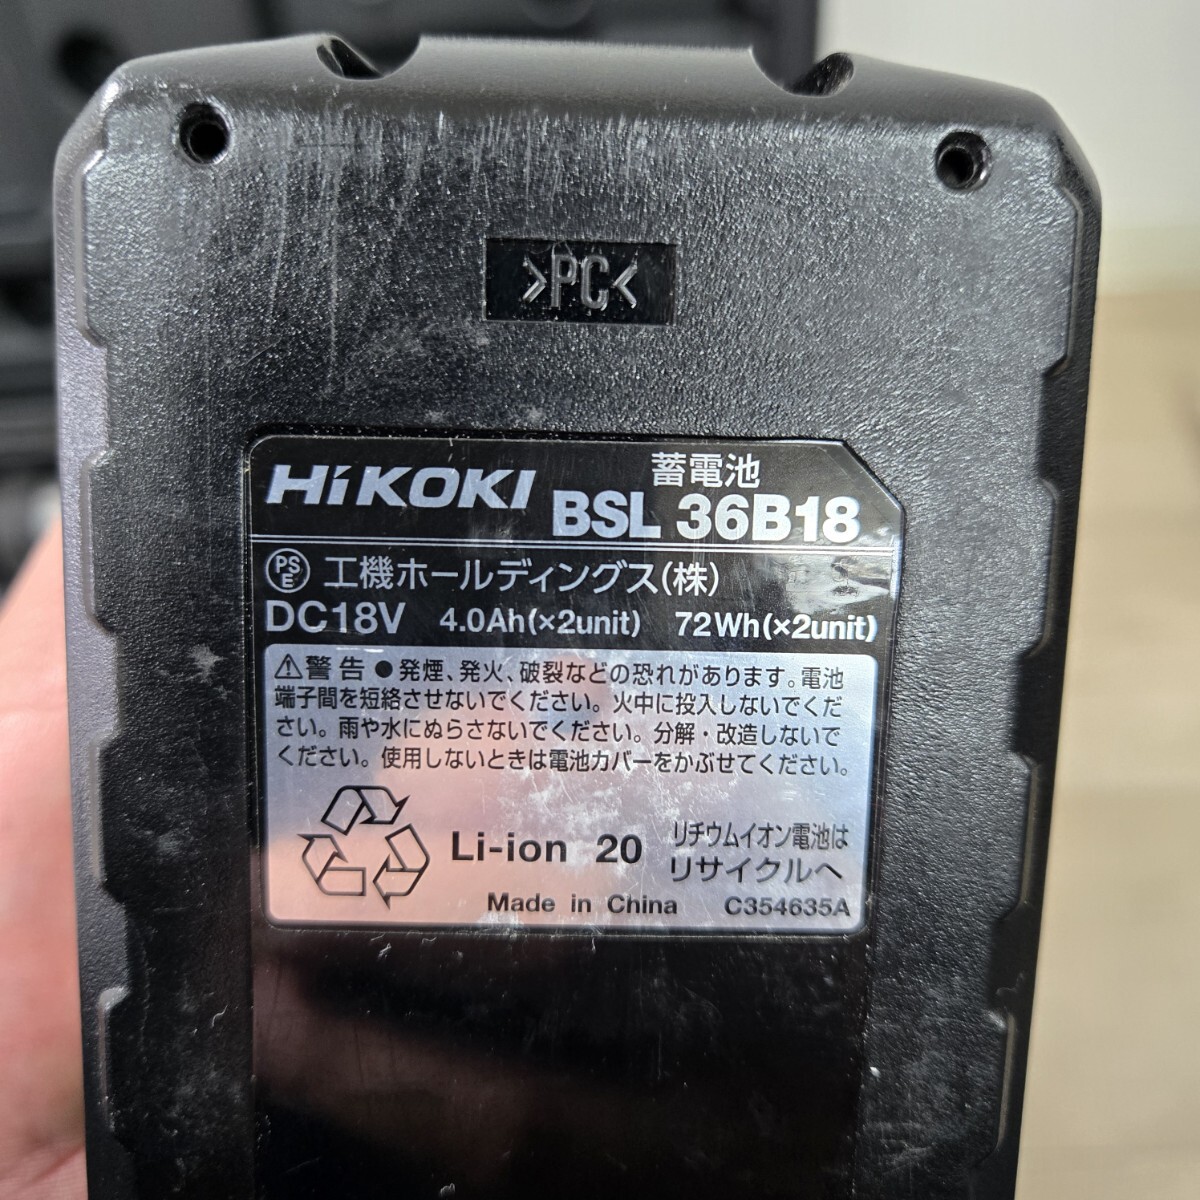 >PC<
HiKOKI 蓄電池
BSL 36B18
PS E 工機ホールディングス(株)
DC18V 4.0Ah(×2unit) 72Wh(×2unit)
⚠警告 ●発煙、発火、破裂などの恐れがあります。電池
端子間を短絡させないでください。火中に投入しないでくだ
さい。雨や水にぬらさないでください。分解・改造しないで
ください。使用しないときは電池カバーをかぶせてください。
Li-ion 20 リチウムイオン電池は
リサイクルへ
Made in China C354635A